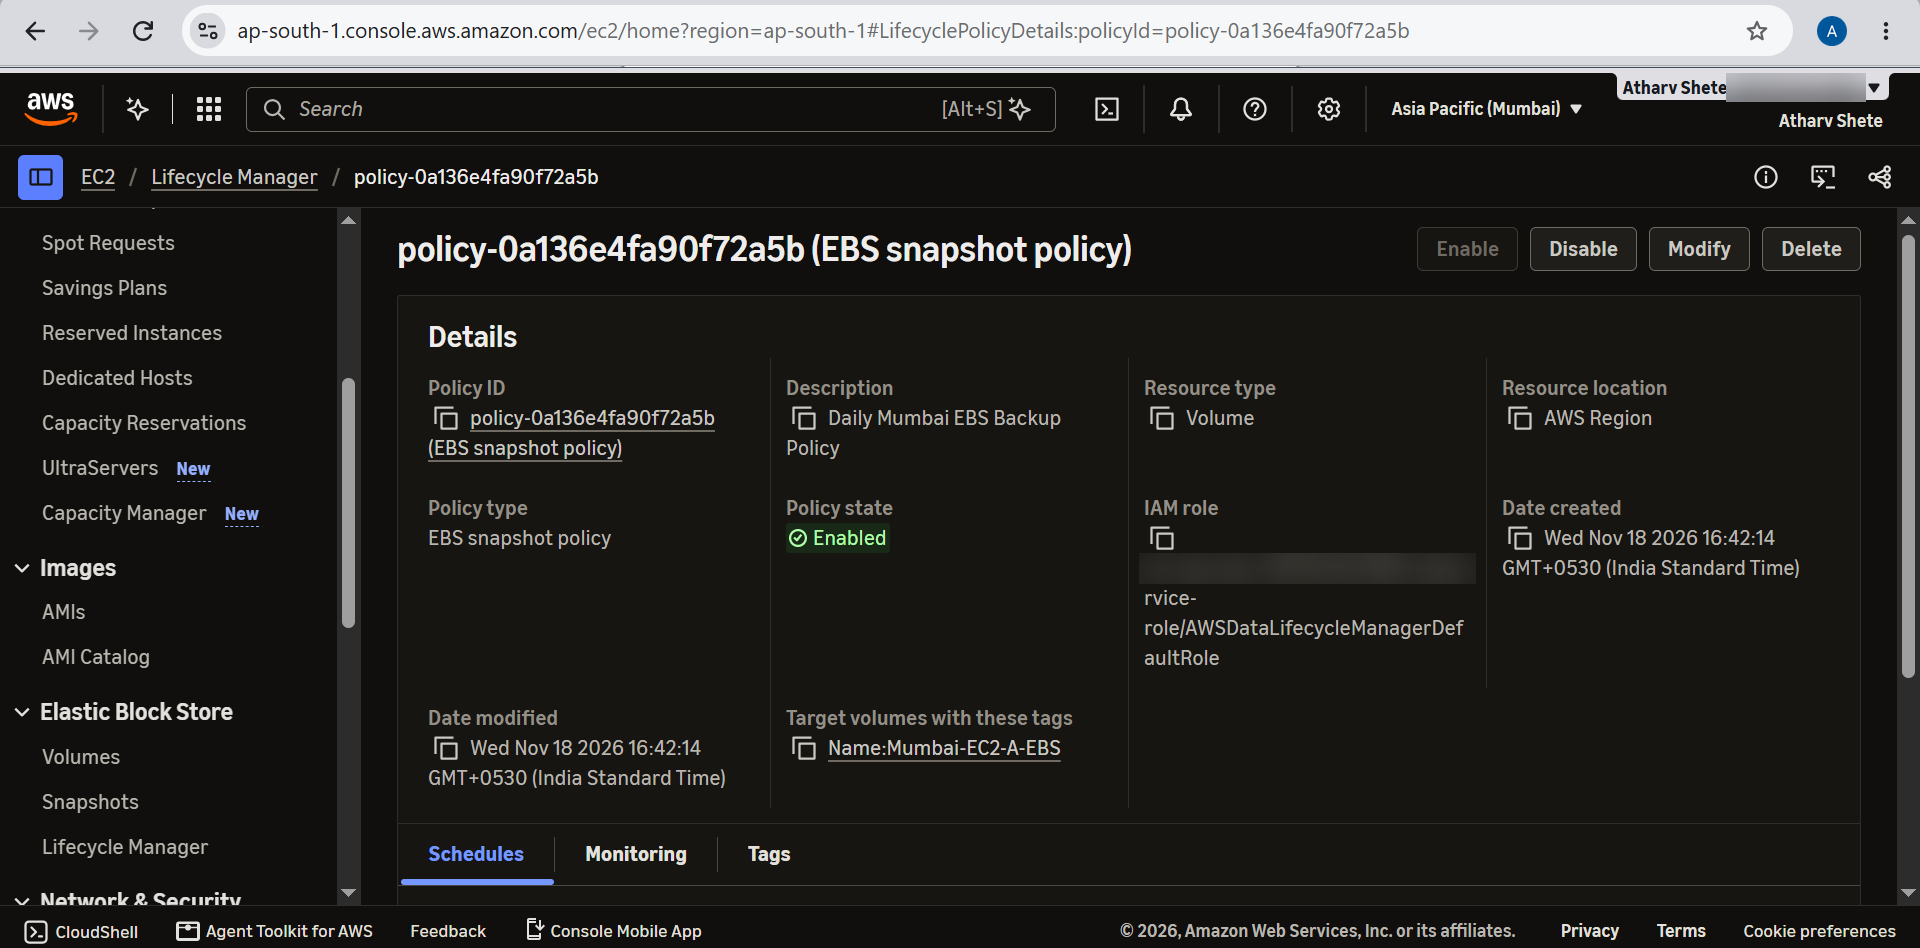 ap-south-1.console.aws.amazon.com/ec2/home?region=ap-south-1#LifecyclePolicyDetails:policyId=policy-0a136e4fa90f72a5b
A
aws
Search
[Alt+S]
Asia Pacific (Mumbai)
Atharv Shete
Atharv Shete
EC2 / Lifecycle Manager / policy-0a136e4fa90f72a5b
Spot Requests
Savings Plans
Reserved Instances
Dedicated Hosts
Capacity Reservations
UltraServers New
Capacity Manager New
Images
AMIs
AMI Catalog
Elastic Block Store
Volumes
Snapshots
Lifecycle Manager
Network & Security
policy-0a136e4fa90f72a5b (EBS snapshot policy)
Enable
Disable
Modify
Delete
Details
Policy ID
policy-0a136e4fa90f72a5b
(EBS snapshot policy)
Description
Daily Mumbai EBS Backup
Policy
Resource type
Volume
Resource location
AWS Region
Policy type
EBS snapshot policy
Policy state
Enabled
IAM role
rvice-
role/AWSDataLifecycleManagerDef
aultRole
Date created
Wed Nov 18 2026 16:42:14
GMT+0530 (India Standard Time)
Date modified
Wed Nov 18 2026 16:42:14
GMT+0530 (India Standard Time)
Target volumes with these tags
Name:Mumbai-EC2-A-EBS
Schedules
Monitoring
Tags
CloudShell
Agent Toolkit for AWS
Feedback
Console Mobile App
© 2026, Amazon Web Services, Inc. or its affiliates.
Privacy
Terms
Cookie preferences